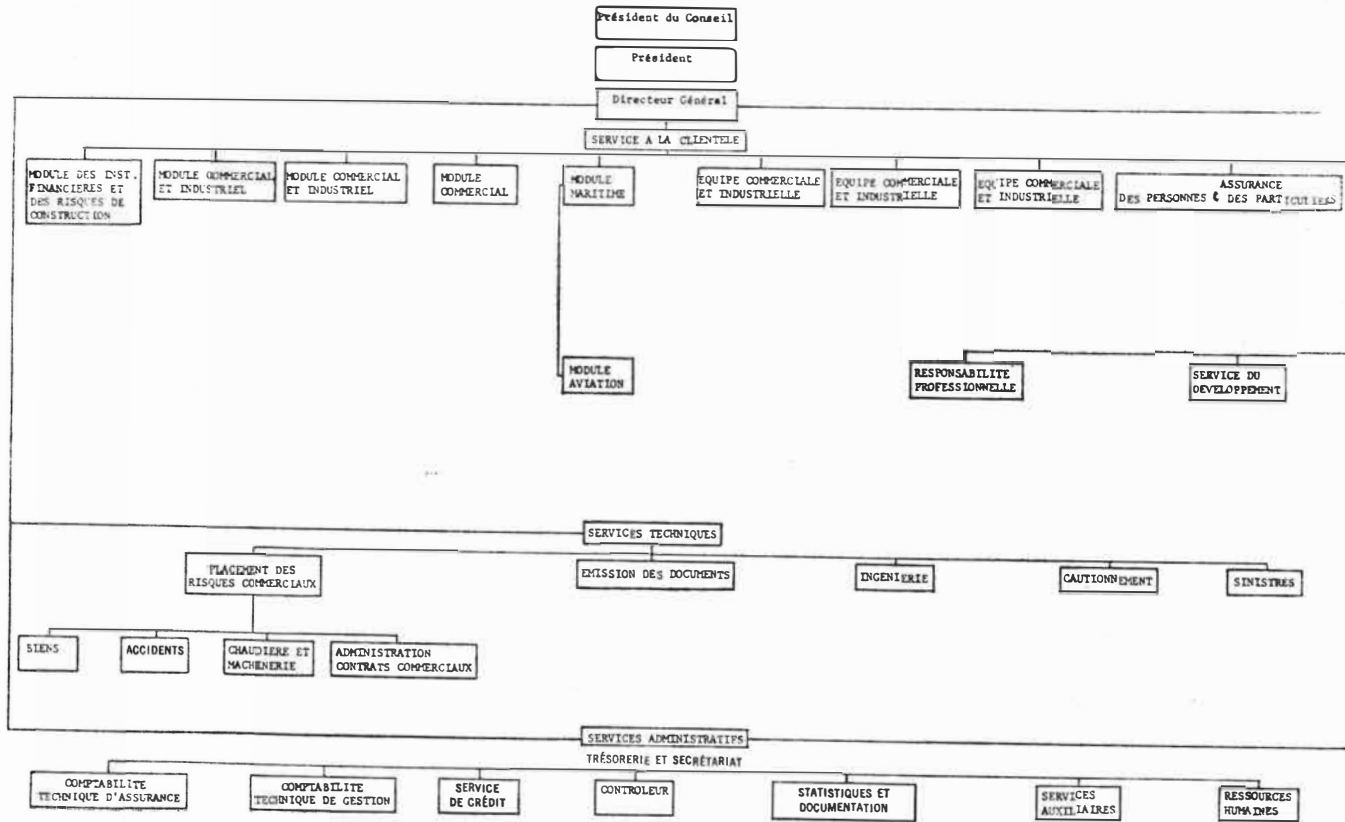 Président du Conseil
Président
Directeur Général
SERVICE A LA CLIENTELE
MODULE DES INST.
FINANCIERES ET
DES RISQUES DE
CONSTRUCTION
MODULE COMMERCIAL
ET INDUSTRIEL
MODULE COMMERCIAL
ET INDUSTRIEL
MODULE
COMMERCIAL
MODULE
MARITIME
EQUIPE COMMERCIALE
ET INDUSTRIELLE
EQUIPE COMMERCIALE
ET INDUSTRIELLE
EQUIPE COMMERCIALE
ET INDUSTRIELLE
ASSURANCE
DES PERSONNES & DES PARTICULIERS
MODULE
AVIATION
RESPONSABILITE
PROFESSIONNELLE
SERVICE DU
DEVELOPPEMENT
SERVICES TECHNIQUES
PLACEMENT DES
RISQUES COMMERCIAUX
EMISSION DES DOCUMENTS
INGENIERIE
CAUTIONNEMENT
SINISTRES
BIENS
ACCIDENTS
CHAUDIERE ET
MACHENERIE
ADMINISTRATION
CONTRATS COMMERCIAUX
SERVICES ADMINISTRATIFS
TRÉSORERIE ET SECRÉTARIAT
COMPTABILITE
TECHNIQUE D'ASSURANCE
COMPTABILITE
TECHNIQUE DE GESTION
SERVICE
DE CRÉDIT
CONTROLEUR
STATISTIQUES ET
DOCUMENTATION
SERVICES
AUXILIAIRES
RESSOURCES
HUMAINES